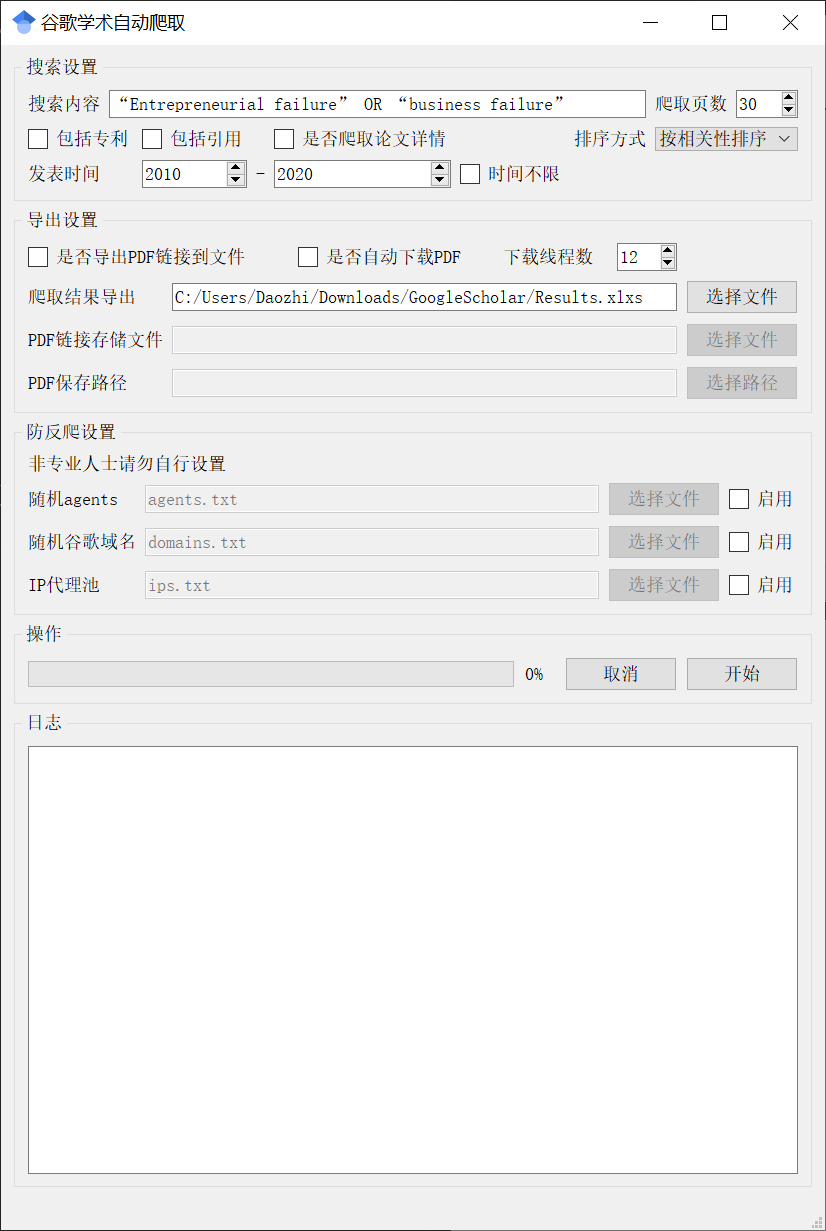 谷歌学术自动爬取
搜索设置
搜索内容 “Entrepreneurial failure” OR “business failure” 爬取页数 30
包括专利 包括引用 是否爬取论文详情 排序方式 按相关性排序
发表时间 2010 - 2020 时间不限
导出设置
是否导出PDF链接到文件 是否自动下载PDF 下载线程数 12
爬取结果导出 C:/Users/Daozhi/Downloads/GoogleScholar/Results.xlxs 选择文件
PDF链接存储文件 选择文件
PDF保存路径 选择路径
防反爬设置
非专业人士请勿自行设置
随机agents agents.txt 选择文件 启用
随机谷歌域名 domains.txt 选择文件 启用
IP代理池 ips.txt 选择文件 启用
操作
0% 取消 开始
日志